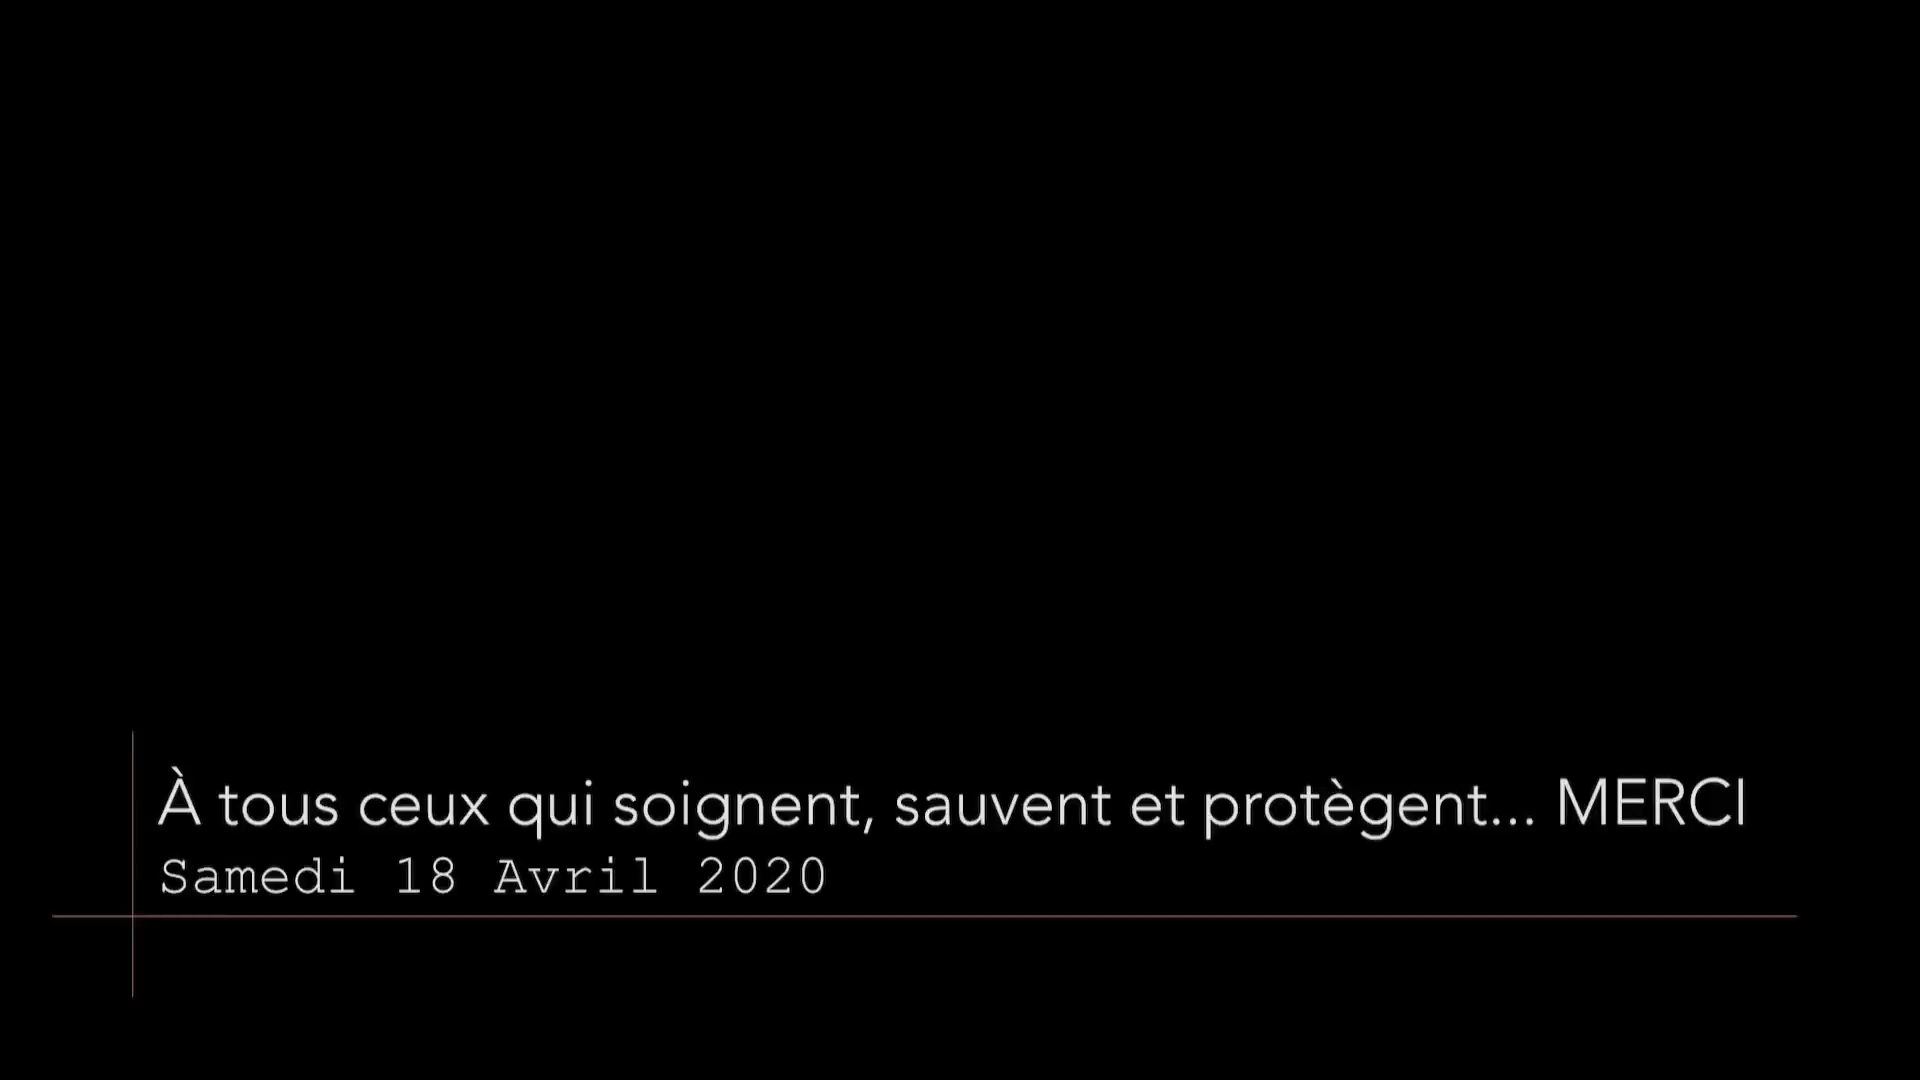 À tous ceux qui soignent, sauvent et protègent... MERCI
Samedi 18 Avril 2020